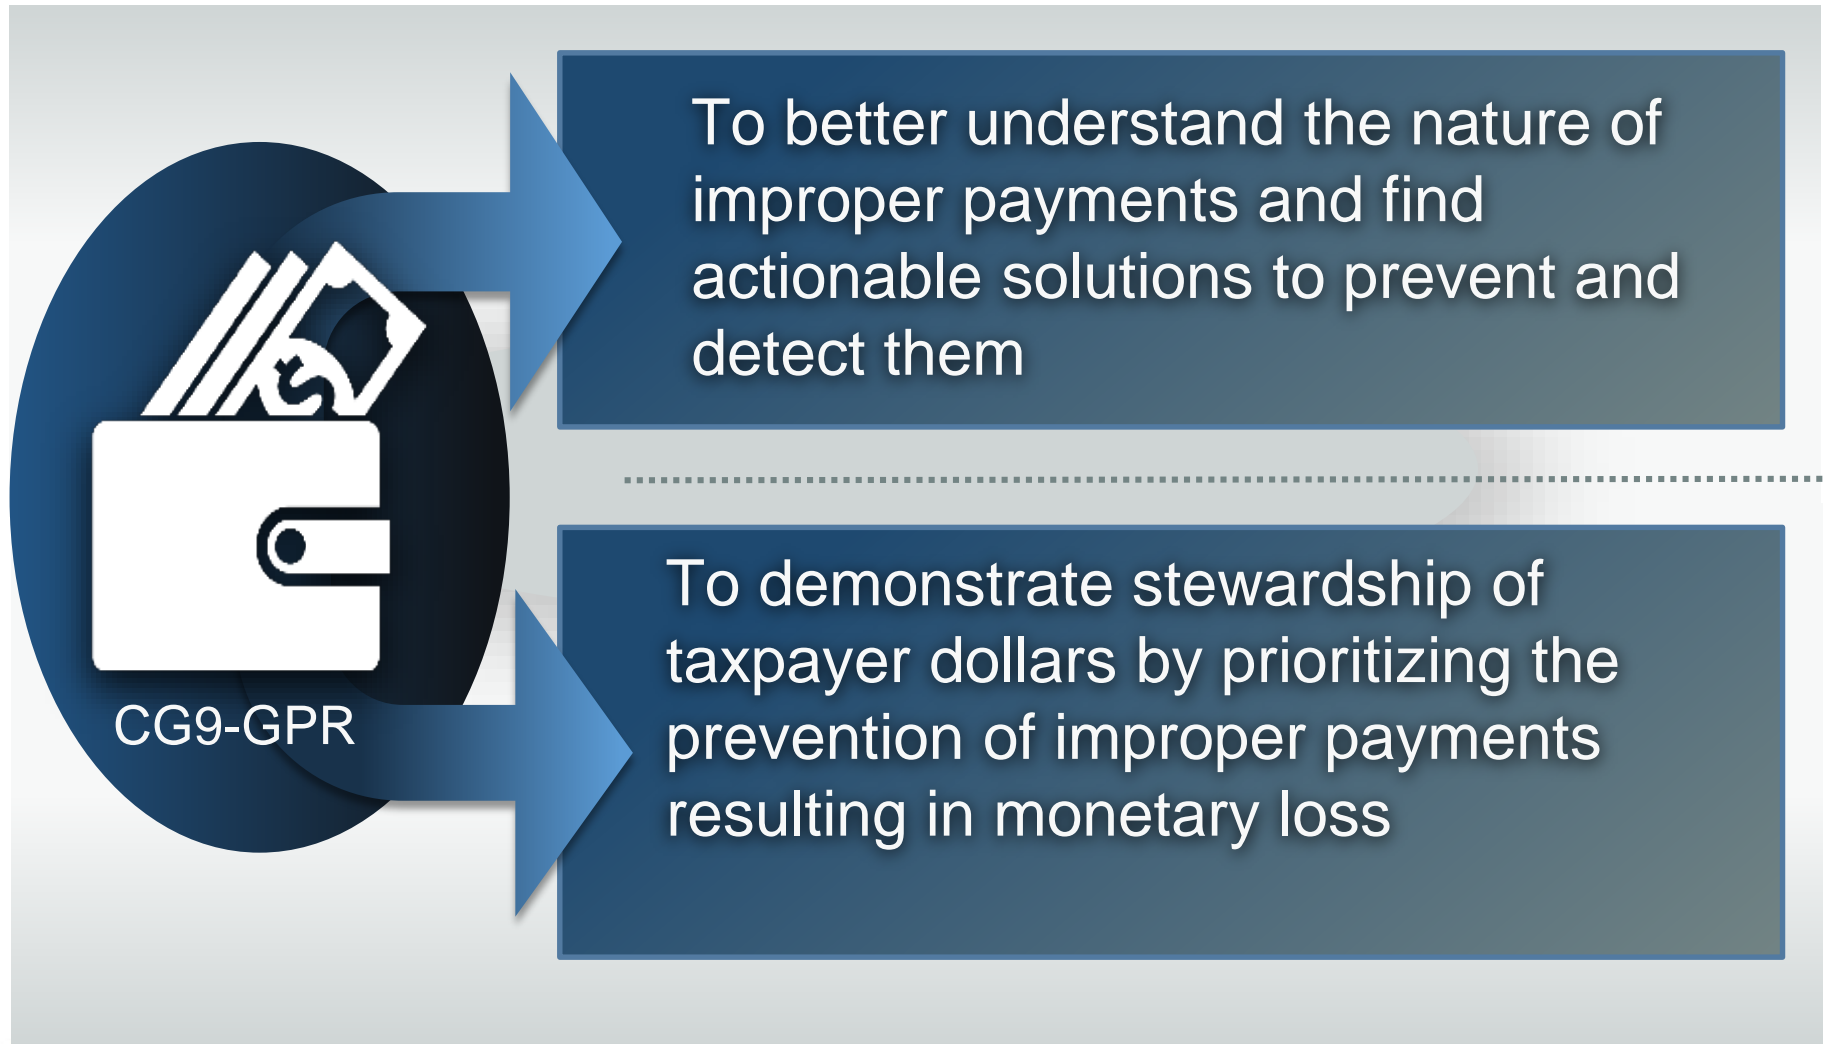 To better understand the nature of
improper payments and find
actionable solutions to prevent and
detect them
CG9-GPR
To demonstrate stewardship of
taxpayer dollars by prioritizing the
prevention of improper payments
resulting in monetary loss